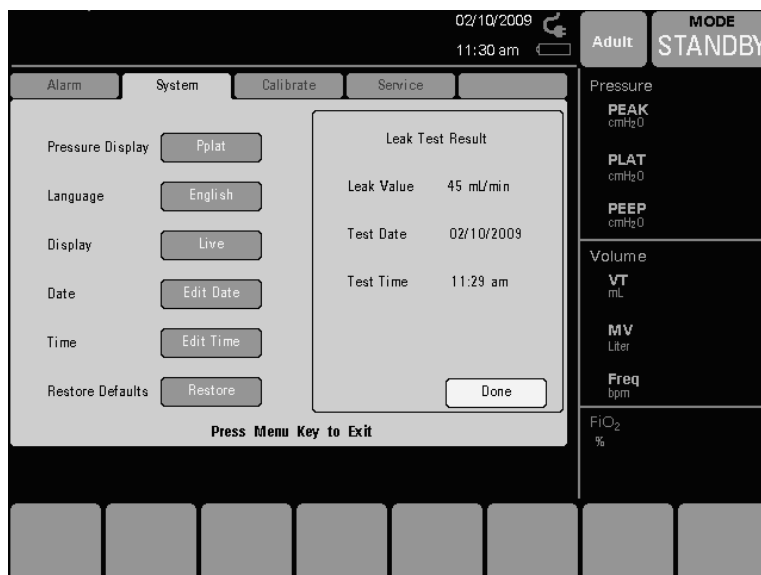 02/10/2009
11:30 am
Adult
MODE
STANDBY
Alarm
System
Calibrate
Service
Pressure Display
Pplat
Language
English
Display
Live
Date
Edit Date
Time
Edit Time
Restore Defaults
Restore
Leak Test Result
Leak Value 45 mL/min
Test Date 02/10/2009
Test Time 11:29 am
Done
Press Menu Key to Exit
Pressure
PEAK
cmH₂O
PLAT
cmH₂O
PEEP
cmH₂O
Volume
VT
mL
MV
Liter
Freq
bpm
FiO₂
%